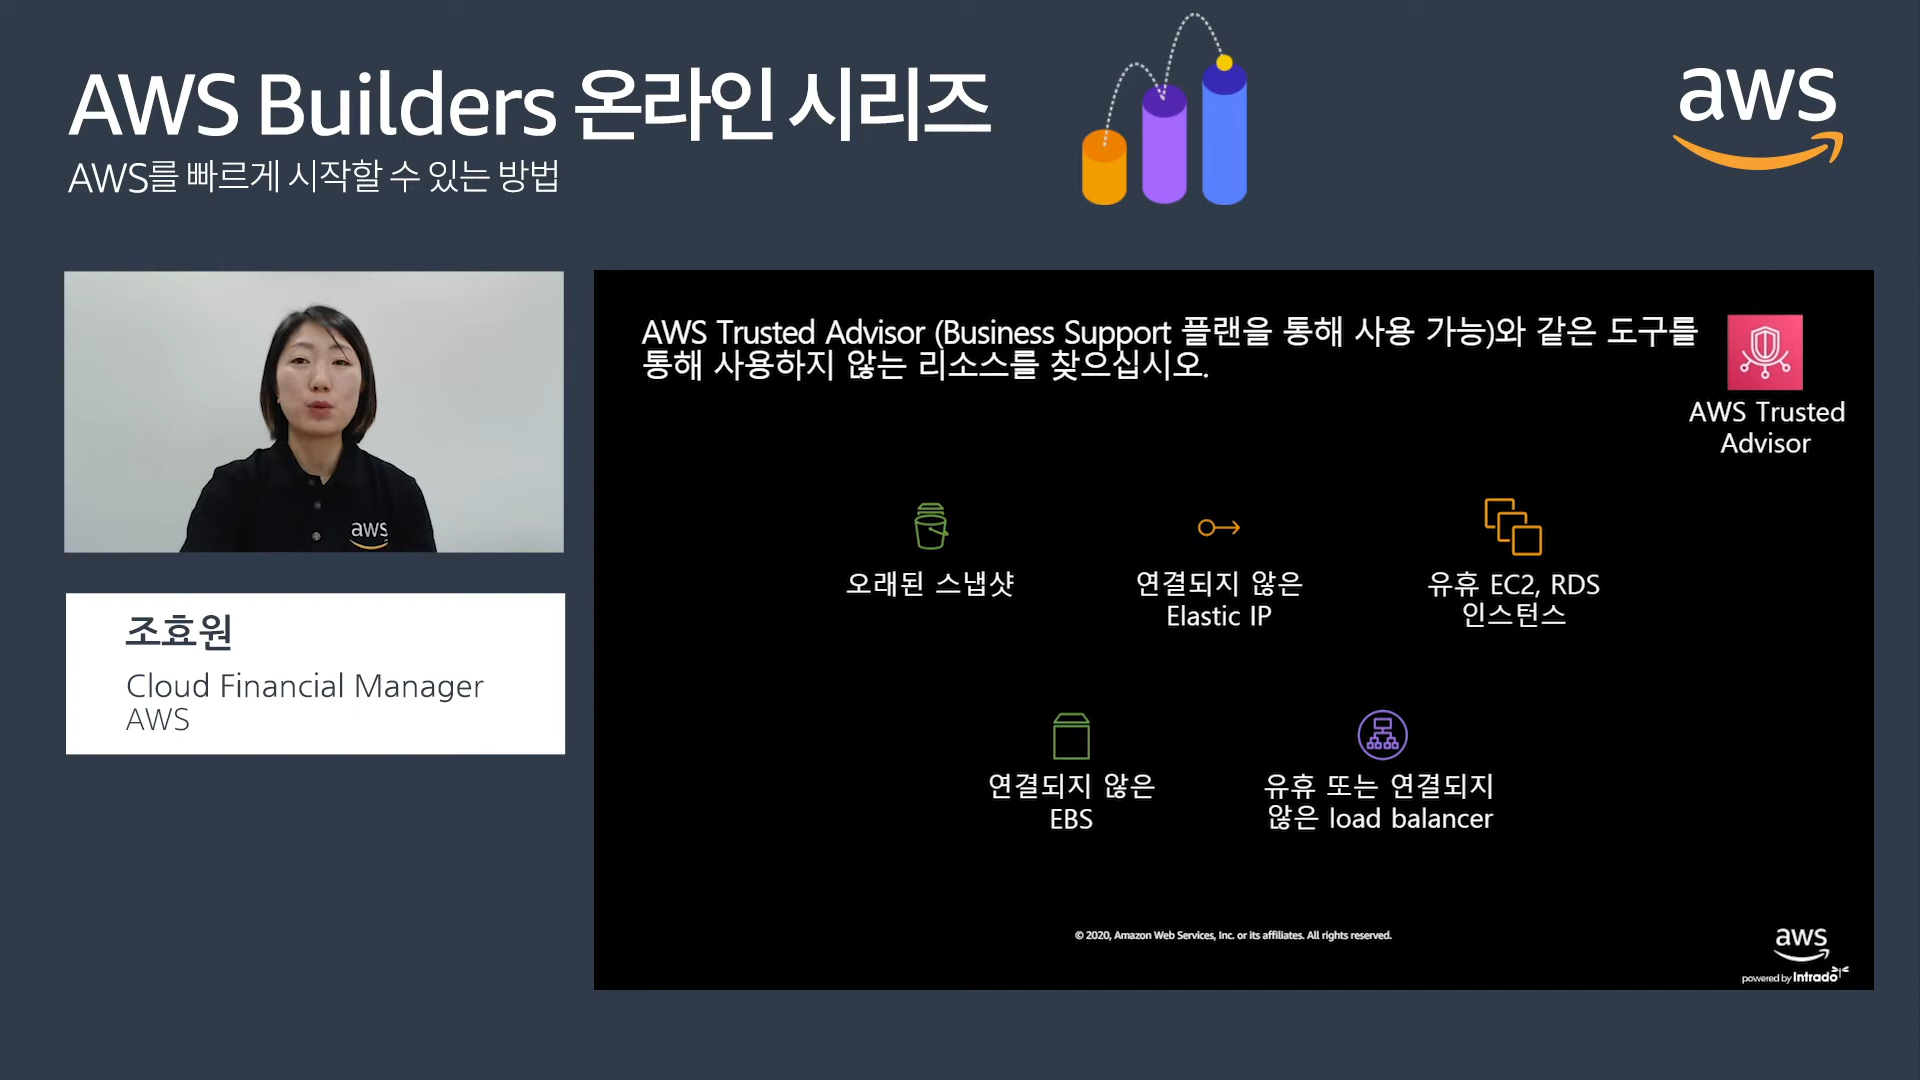 AWS Builders 온라인 시리즈
AWS를 빠르게 시작할 수 있는 방법
aws
aws
조효원
Cloud Financial Manager
AWS
AWS Trusted Advisor (Business Support 플랜을 통해 사용 가능)와 같은 도구를
통해 사용하지 않는 리소스를 찾으십시오.
AWS Trusted
Advisor
오래된 스냅샷
연결되지 않은
Elastic IP
유휴 EC2, RDS
인스턴스
연결되지 않은
EBS
유휴 또는 연결되지
않은 load balancer
© 2020, Amazon Web Services, Inc. or its affiliates. All rights reserved.
aws
powered by Intrado